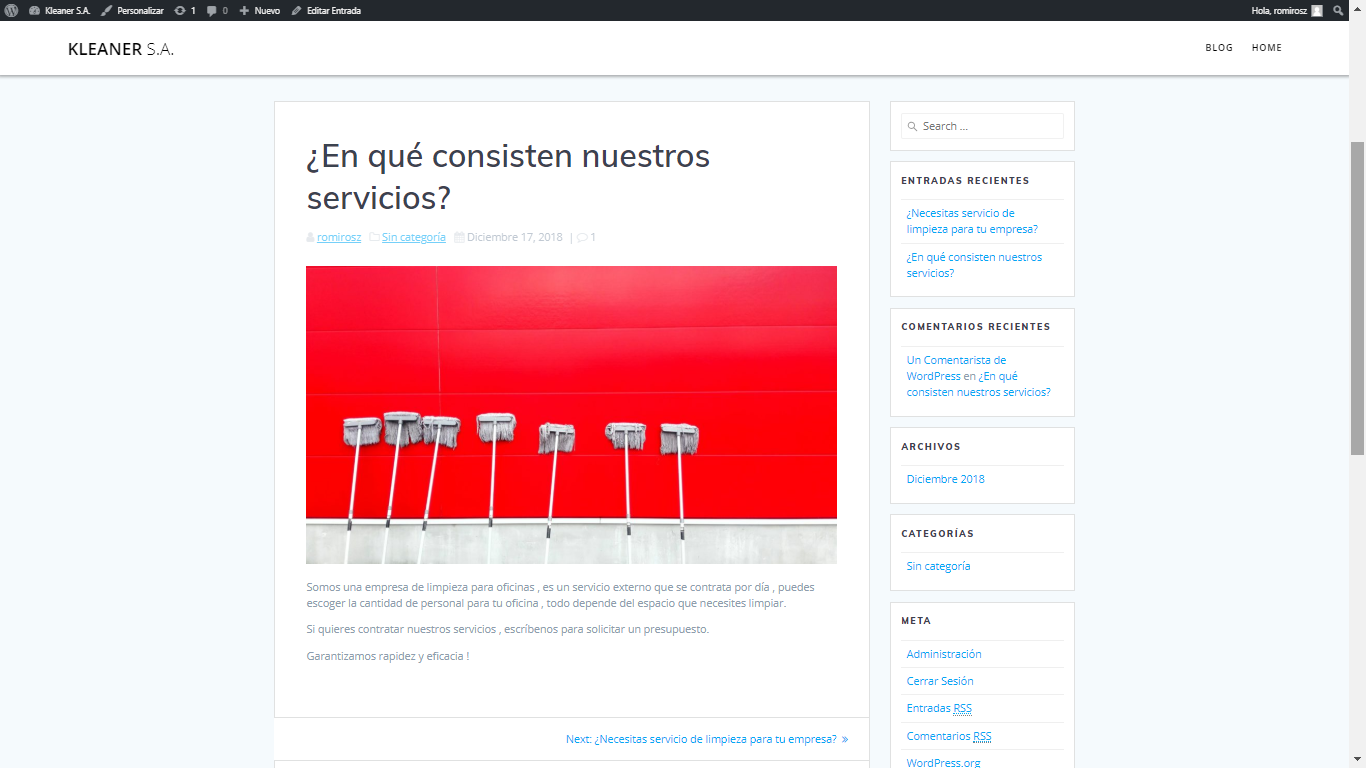 Kleaner S.A. Personalizar 1 0 Nuevo Editar Entrada Hola, romirosz
KLEANER S.A. BLOG HOME
¿En qué consisten nuestros
servicios?
romirosz Sin categoría Diciembre 17, 2018 | 1
Somos una empresa de limpieza para oficinas , es un servicio externo que se contrata por día , puedes
escoger la cantidad de personal para tu oficina , todo depende del espacio que necesites limpiar.
Si quieres contratar nuestros servicios , escríbenos para solicitar un presupuesto.
Garantizamos rapidez y eficacia !
Next: ¿Necesitas servicio de limpieza para tu empresa? »
Search ...
ENTRADAS RECIENTES
¿Necesitas servicio de
limpieza para tu empresa?
¿En qué consisten nuestros
servicios?
COMENTARIOS RECIENTES
Un Comentarista de
WordPress en ¿En qué
consisten nuestros servicios?
ARCHIVOS
Diciembre 2018
CATEGORÍAS
Sin categoría
META
Administración
Cerrar Sesión
Entradas RSS
Comentarios RSS
WordPress.org